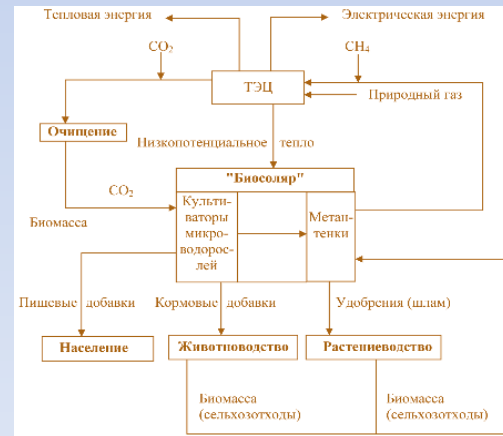 Тепловая энергия
Электрическая энергия
CO₂
CH₄
ТЭЦ
Природный газ
Очищение
Низкопотенциальное тепло
"Биосоляр"
CO₂
Биомасса
Культи-
ваторы
микро-
водорос-
лей
Метан-
тенки
Пищевые добавки
Кормовые добавки
Удобрения (шлам)
Население
Животноводство
Растениеводство
Биомасса
(сельхозотходы)
Биомасса
(сельхозотходы)